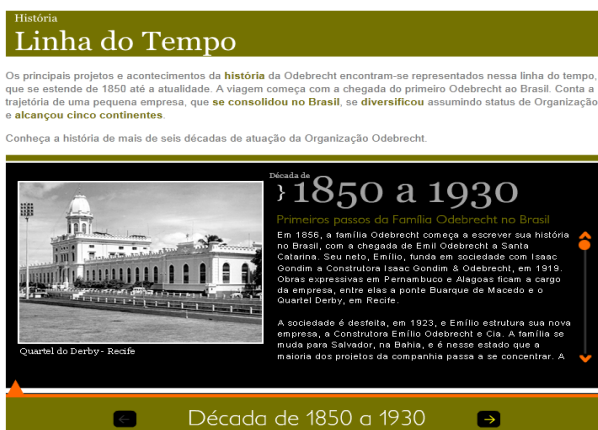 História
Linha do Tempo
Os principais projetos e acontecimentos da história da Odebrecht encontram-se representados nessa linha do tempo,
que se estende de 1850 até a atualidade. A viagem começa com a chegada do primeiro Odebrecht ao Brasil. Conta a
trajetória de uma pequena empresa, que se consolidou no Brasil, se diversificou assumindo status de Organização
e alcançou cinco continentes.
Conheça a história de mais de seis décadas de atuação da Organização Odebrecht.
Década de
} 1850 a 1930
Primeiros passos da Família Odebrecht no Brasil
Em 1856, a família Odebrecht começa a escrever sua história
no Brasil, com a chegada de Emil Odebrecht a Santa
Catarina. Seu neto, Emílio, funda em sociedade com Isaac
Gondim a Construtora Isaac Gondim & Odebrecht, em 1919.
Obras expressivas em Pernambuco e Alagoas ficam a cargo
da empresa, entre elas a ponte Buarque de Macedo e o
Quartel Derby, em Recife.
A sociedade é desfeita, em 1923, e Emílio estrutura sua nova
empresa, a Construtora Emílio Odebrecht e Cia. A família se
muda para Salvador, na Bahia, e é nesse estado que a
maioria dos projetos da companhia passa a se concentrar. A
Quartel do Derby - Recife
Década de 1850 a 1930